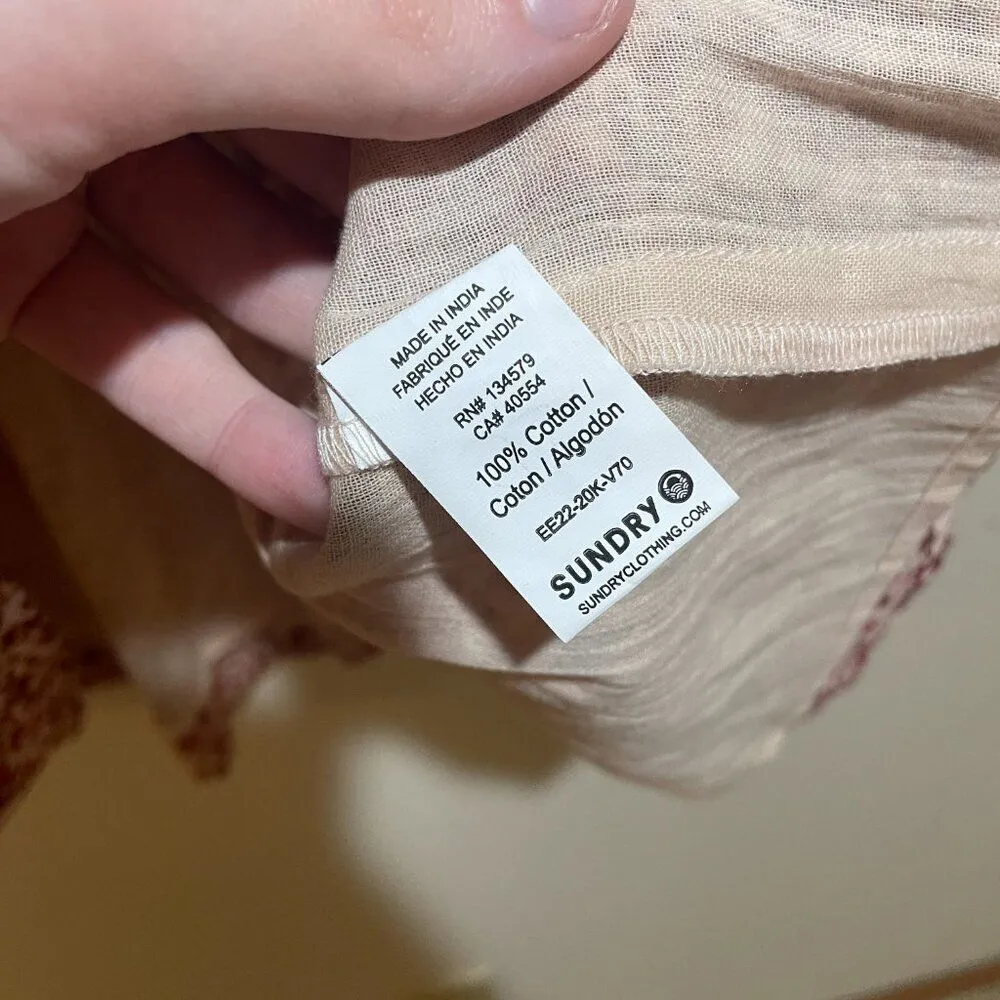 MADE IN INDIA
FABRIQUÉ EN INDE
HECHO EN INDIA
RN# 134579
CA# 40554
100% Cotton /
Coton / Algodón
EE22-20K-V70
SUNDRY
SUNDRYCLOTHING.COM